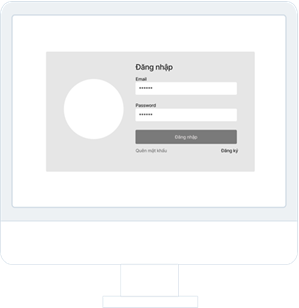 Đăng nhập
Email
******
Password
******
Đăng nhập
Quên mật khẩu
Đăng ký